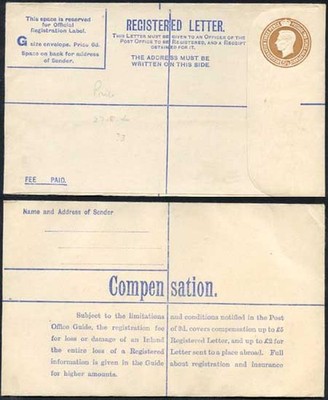 This space is reserved
for Official
Registration Label.
G size envelope. Price 6d.
Space on back for address
of Sender.
REGISTERED LETTER.
THIS LETTER MUST BE GIVEN TO AN OFFICER OF THE
POST OFFICE TO BE REGISTERED, AND A RECEIPT
OBTAINED FOR IT.
THE ADDRESS MUST BE
WRITTEN ON THIS SIDE.
Price
FEE PAID.
Name and Address of Sender
Compensation.
Subject to the limitations and conditions notified in the Post
Office Guide, the registration fee of 3d. covers compensation up to £5
for loss or damage of an Inland Registered Letter, and up to £2 for
the entire loss of a Registered Letter sent to a place abroad. Full
information is given in the Guide about registration and insurance
for higher amounts.